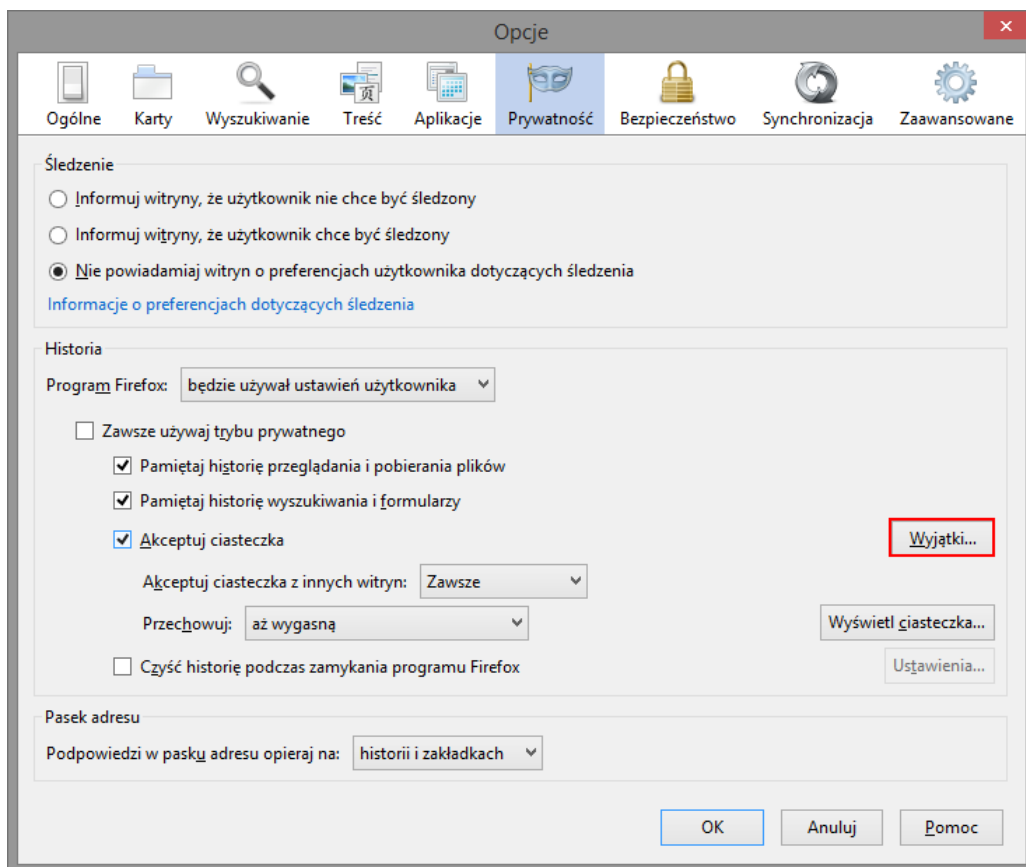 Opcje
Ogólne Karty Wyszukiwanie Treść Aplikacje Prywatność Bezpieczeństwo Synchronizacja Zaawansowane
Śledzenie
Informuj witryny, że użytkownik nie chce być śledzony
Informuj witryny, że użytkownik chce być śledzony
Nie powiadamiaj witryn o preferencjach użytkownika dotyczących śledzenia
Informacje o preferencjach dotyczących śledzenia
Historia
Program Firefox: będzie używał ustawień użytkownika
Zawsze używaj trybu prywatnego
Pamiętaj historię przeglądania i pobierania plików
Pamiętaj historię wyszukiwania i formularzy
Akceptuj ciasteczka Wyjątki...
Akceptuj ciasteczka z innych witryn: Zawsze
Przechowuj: aż wygasną Wyświetl ciasteczka...
Czyść historię podczas zamykania programu Firefox Ustawienia...
Pasek adresu
Podpowiedzi w pasku adresu opieraj na: historii i zakładkach
OK Anuluj Pomoc